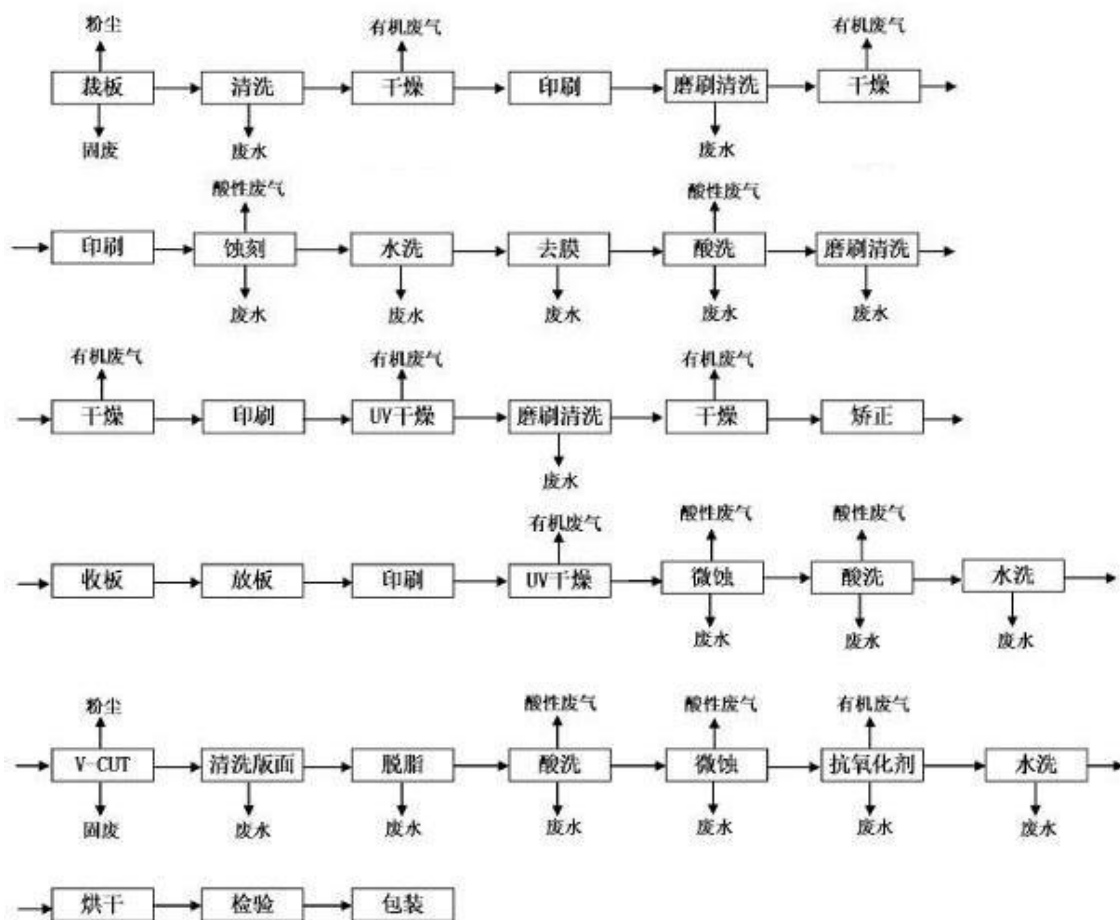 粉尘 有机废气 有机废气
裁板 清洗 干燥 印刷 磨刷清洗 干燥
固废 废水 废水
酸性废气 酸性废气
印刷 蚀刻 水洗 去膜 酸洗 磨刷清洗
废水 废水 废水 废水
有机废气 有机废气 有机废气
干燥 印刷 UV干燥 磨刷清洗 干燥 矫正
废水
有机废气 酸性废气 酸性废气
收板 放板 印刷 UV干燥 微蚀 酸洗 水洗
废水 废水 废水
粉尘 酸性废气 酸性废气 有机废气
V-CUT 清洗版面 脱脂 酸洗 微蚀 抗氧化剂 水洗
固废 废水 废水 废水 废水 废水 废水
烘干 检验 包装